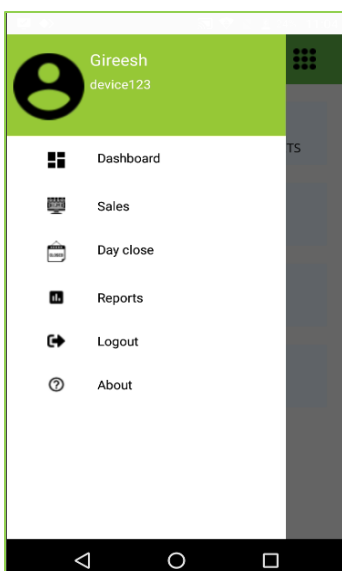 Gireesh
device123
TS
Dashboard
Sales
Day close
Reports
Logout
About